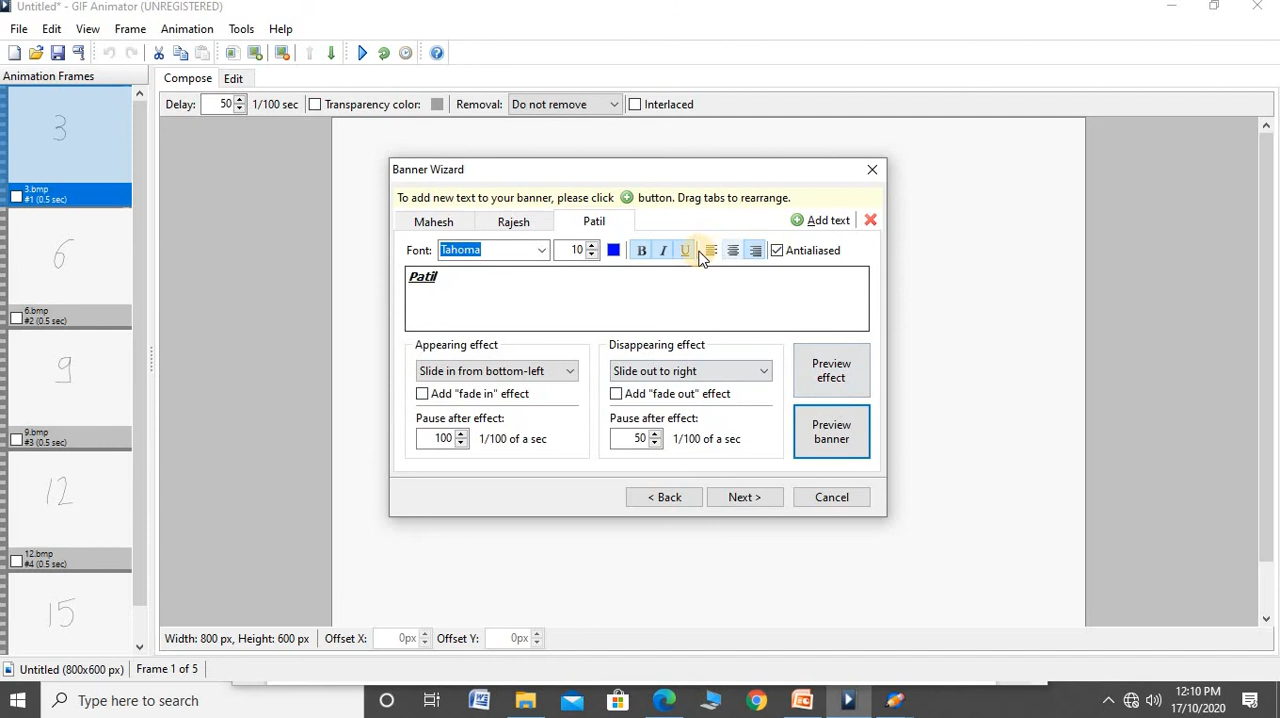 Untitled* - GIF Animator (UNREGISTERED)
File Edit View Frame Animation Tools Help
Animation Frames
Compose Edit
Delay: 50 1/100 sec Transparency color: Removal: Do not remove Interlaced
3
3.bmp
#1 (0.5 sec)
6
6.bmp
#2 (0.5 sec)
9
9.bmp
#3 (0.5 sec)
12
12.bmp
#4 (0.5 sec)
15
Banner Wizard
To add new text to your banner, please click button. Drag tabs to rearrange.
Mahesh Rajesh Patil Add text
Font: Tahoma 10 B I U Antialiased
Patil
Appearing effect
Slide in from bottom-left
Add "fade in" effect
Pause after effect:
100 1/100 of a sec
Disappearing effect
Slide out to right
Add "fade out" effect
Pause after effect:
50 1/100 of a sec
Preview
effect
Preview
banner
< Back Next > Cancel
Width: 800 px, Height: 600 px Offset X: 0px Offset Y: 0px
Untitled (800x600 px) Frame 1 of 5
Type here to search
12:10 PM
17/10/2020